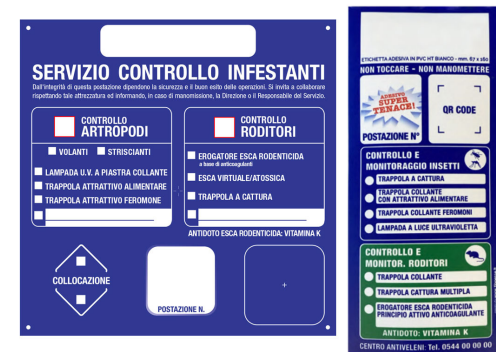 SERVIZIO CONTROLLO INFESTANTI
Dall'integrità di questa postazione dipendono la sicurezza e il buon esito delle operazioni. Si invita a collaborare
rispettando tale attrezzatura ed informando, in caso di manomissione, la Direzione o il Responsabile del Servizio.
CONTROLLO
ARTROPODI
VOLANTI
STRISCIANTI
LAMPADA U.V. A PIASTRA COLLANTE
TRAPPOLA ATTRATTIVO ALIMENTARE
TRAPPOLA ATTRATTIVO FEROMONE
CONTROLLO
RODITORI
EROGATORE ESCA RODENTICIDA
a base di anticoagulanti
ESCA VIRTUALE/ATOSSICA
TRAPPOLA A CATTURA
ANTIDOTO ESCA RODENTICIDA: VITAMINA K
COLLOCAZIONE
POSTAZIONE N.
ETICHETTA ADESIVA IN PVC HT BIANCO - mm. 67 x 160
NON TOCCARE - NON MANOMETTERE
ADESIVO
SUPER
TENACE!
POSTAZIONE N°
QR CODE
CONTROLLO E
MONITORAGGIO INSETTI
TRAPPOLA A CATTURA
TRAPPOLA COLLANTE
CON ATTRATTIVO ALIMENTARE
TRAPPOLA COLLANTE FEROMONI
LAMPADA A LUCE ULTRAVIOLETTA
CONTROLLO E
MONITOR. RODITORI
TRAPPOLA COLLANTE
TRAPPOLA CATTURA MULTIPLA
EROGATORE ESCA RODENTICIDA
PRINCIPIO ATTIVO ANTICOAGULANTE
ANTIDOTO: VITAMINA K
CENTRO ANTIVELENI: Tel. 0544 00 00 00